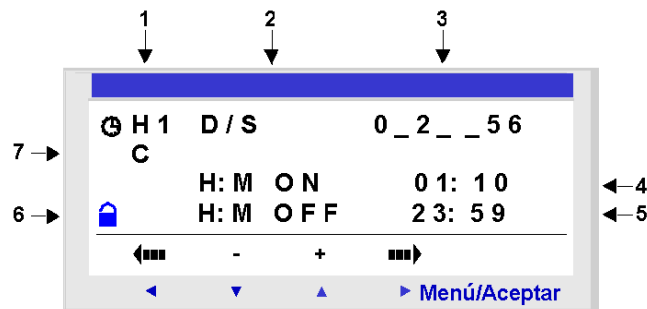 1 2 3
H1 D/S 0_2__56
7 C
H:M ON 01:10 4
6 H:M OFF 23:59 5
- +
Menú/Aceptar